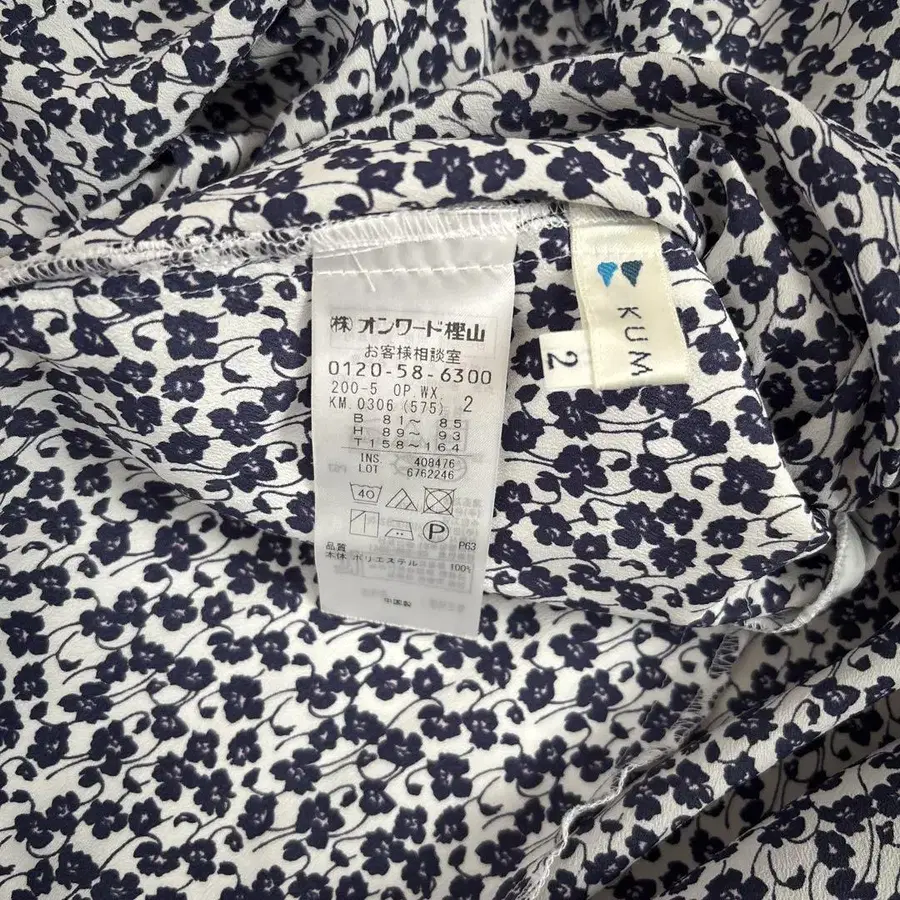 (株)オンワード樫山
お客様相談室
0120-58-6300
200-5 OP.WX. 2
KM.0306(575)
B 81~ 85
H 89~ 93
T 158~164
INS 408476
LOT 6762246
40
P
P63
品質
本体 ポリエステル 100%
中国製
KUM
2